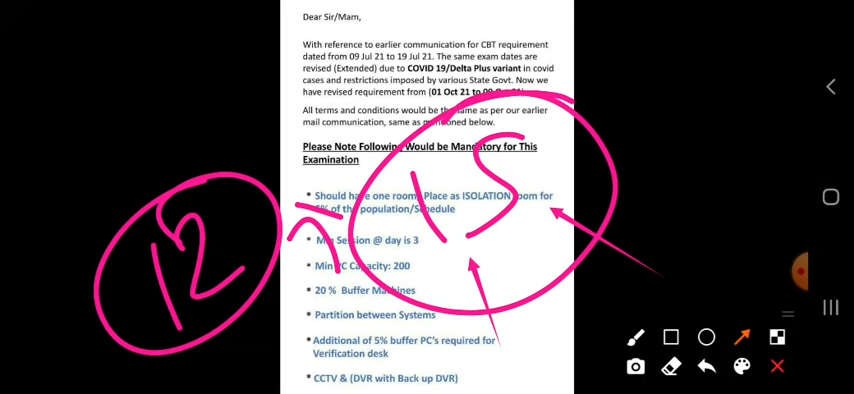 Dear Sir/Mam,
With reference to earlier communication for CBT requirement
dated from 09 Jul 21 to 19 Jul 21. The same exam dates are
revised (Extended) due to COVID 19/Delta Plus variant in covid
cases and restrictions imposed by various State Govt. Now we
have revised requirement from (01 Oct 21 to 09 Oct 21).
All terms and conditions would be the same as per our earlier
mail communication, same as mentioned below.
Please Note Following Would be Mandatory for This
Examination
* Should have one room, Place as ISOLATION room for
5% of the population/Schedule
* Min Session @ day is 3
* Min PC Capacity: 200
* 20 % Buffer Machines
* Partition between Systems
* Additional of 5% buffer PC's required for
Verification desk
* CCTV & (DVR with Back up DVR)
12
15